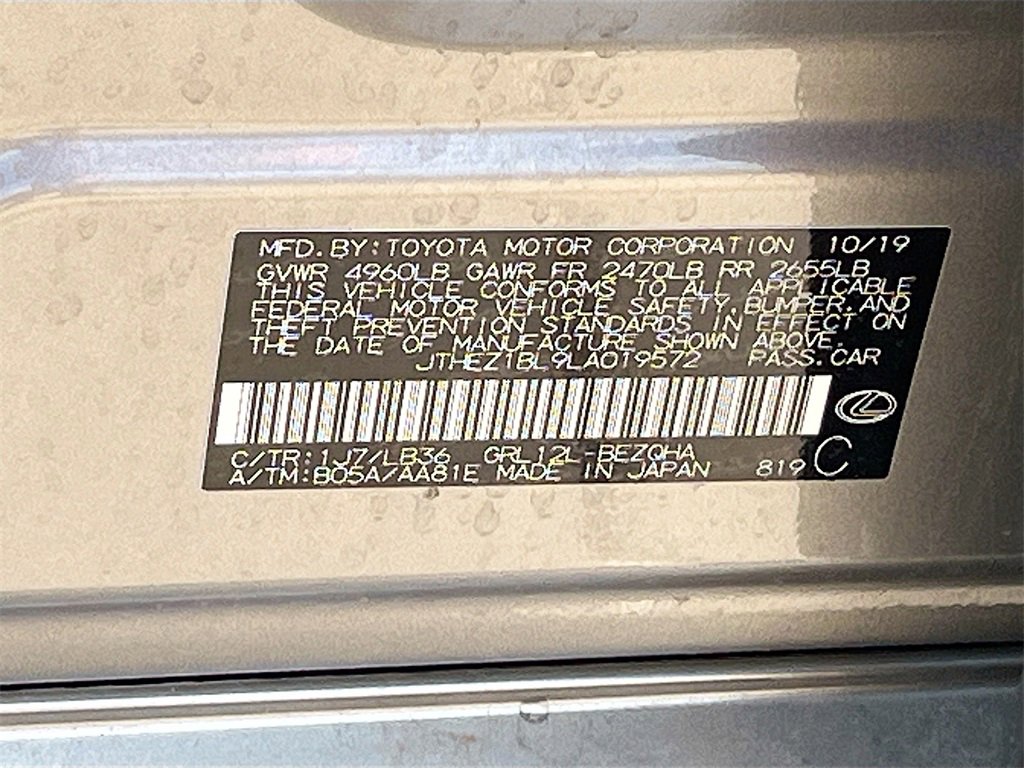 MFD. BY: TOYOTA MOTOR CORPORATION 10/19
GVWR 4960LB GAWR FR 2470LB RR 2655LB
THIS VEHICLE CONFORMS TO ALL APPLICABLE
FEDERAL MOTOR VEHICLE SAFETY, BUMPER, AND
THEFT PREVENTION STANDARDS IN EFFECT ON
THE DATE OF MANUFACTURE SHOWN ABOVE.
JTHEZ1BL9LA019572 PASS. CAR
C/TR: 1J7/LB36 GRL12L-BEZQHA
A/TM: B05A/AA81E MADE IN JAPAN 819 C